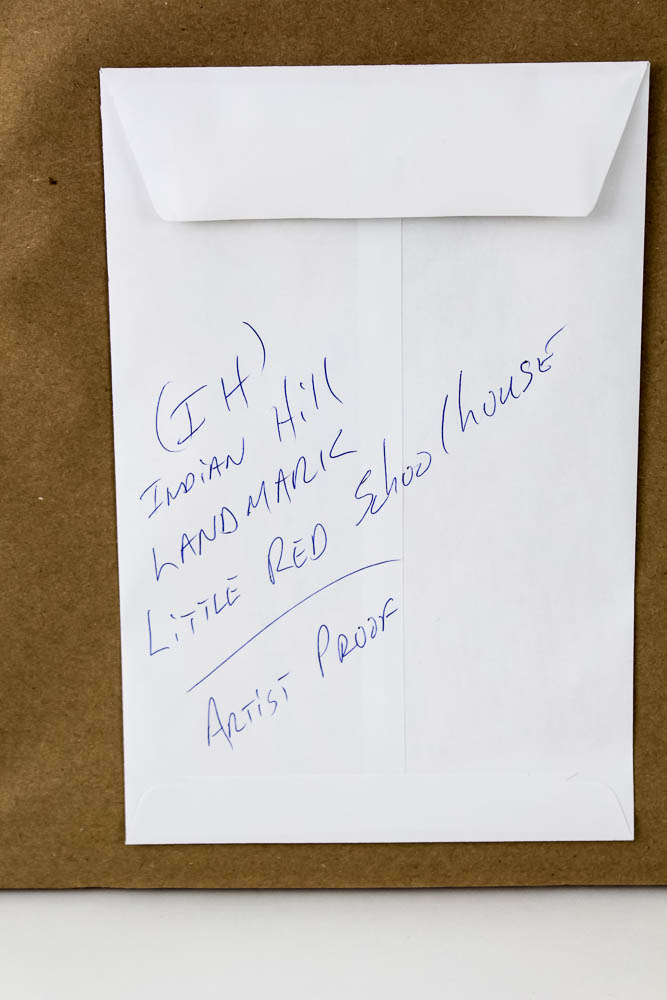 (IH)
INDIAN Hill
LANDMARK
LITTLE RED Schoolhouse
ARTIST PROOF